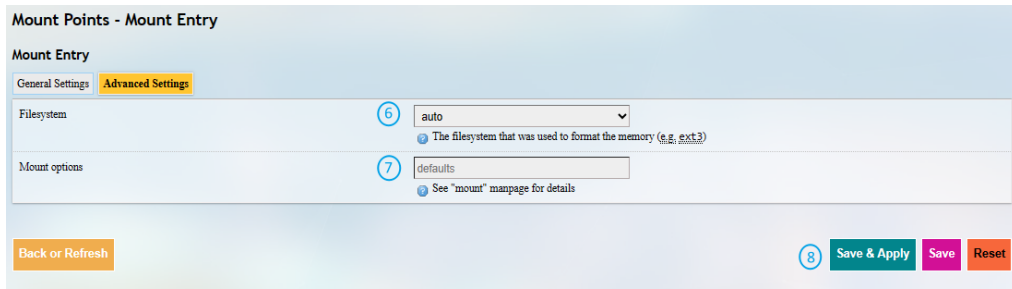 Mount Points - Mount Entry
Mount Entry
General Settings Advanced Settings
Filesystem 6 auto
The filesystem that was used to format the memory (e.g. ext3)
Mount options 7 defaults
See "mount" manpage for details
Back or Refresh 8 Save & Apply Save Reset